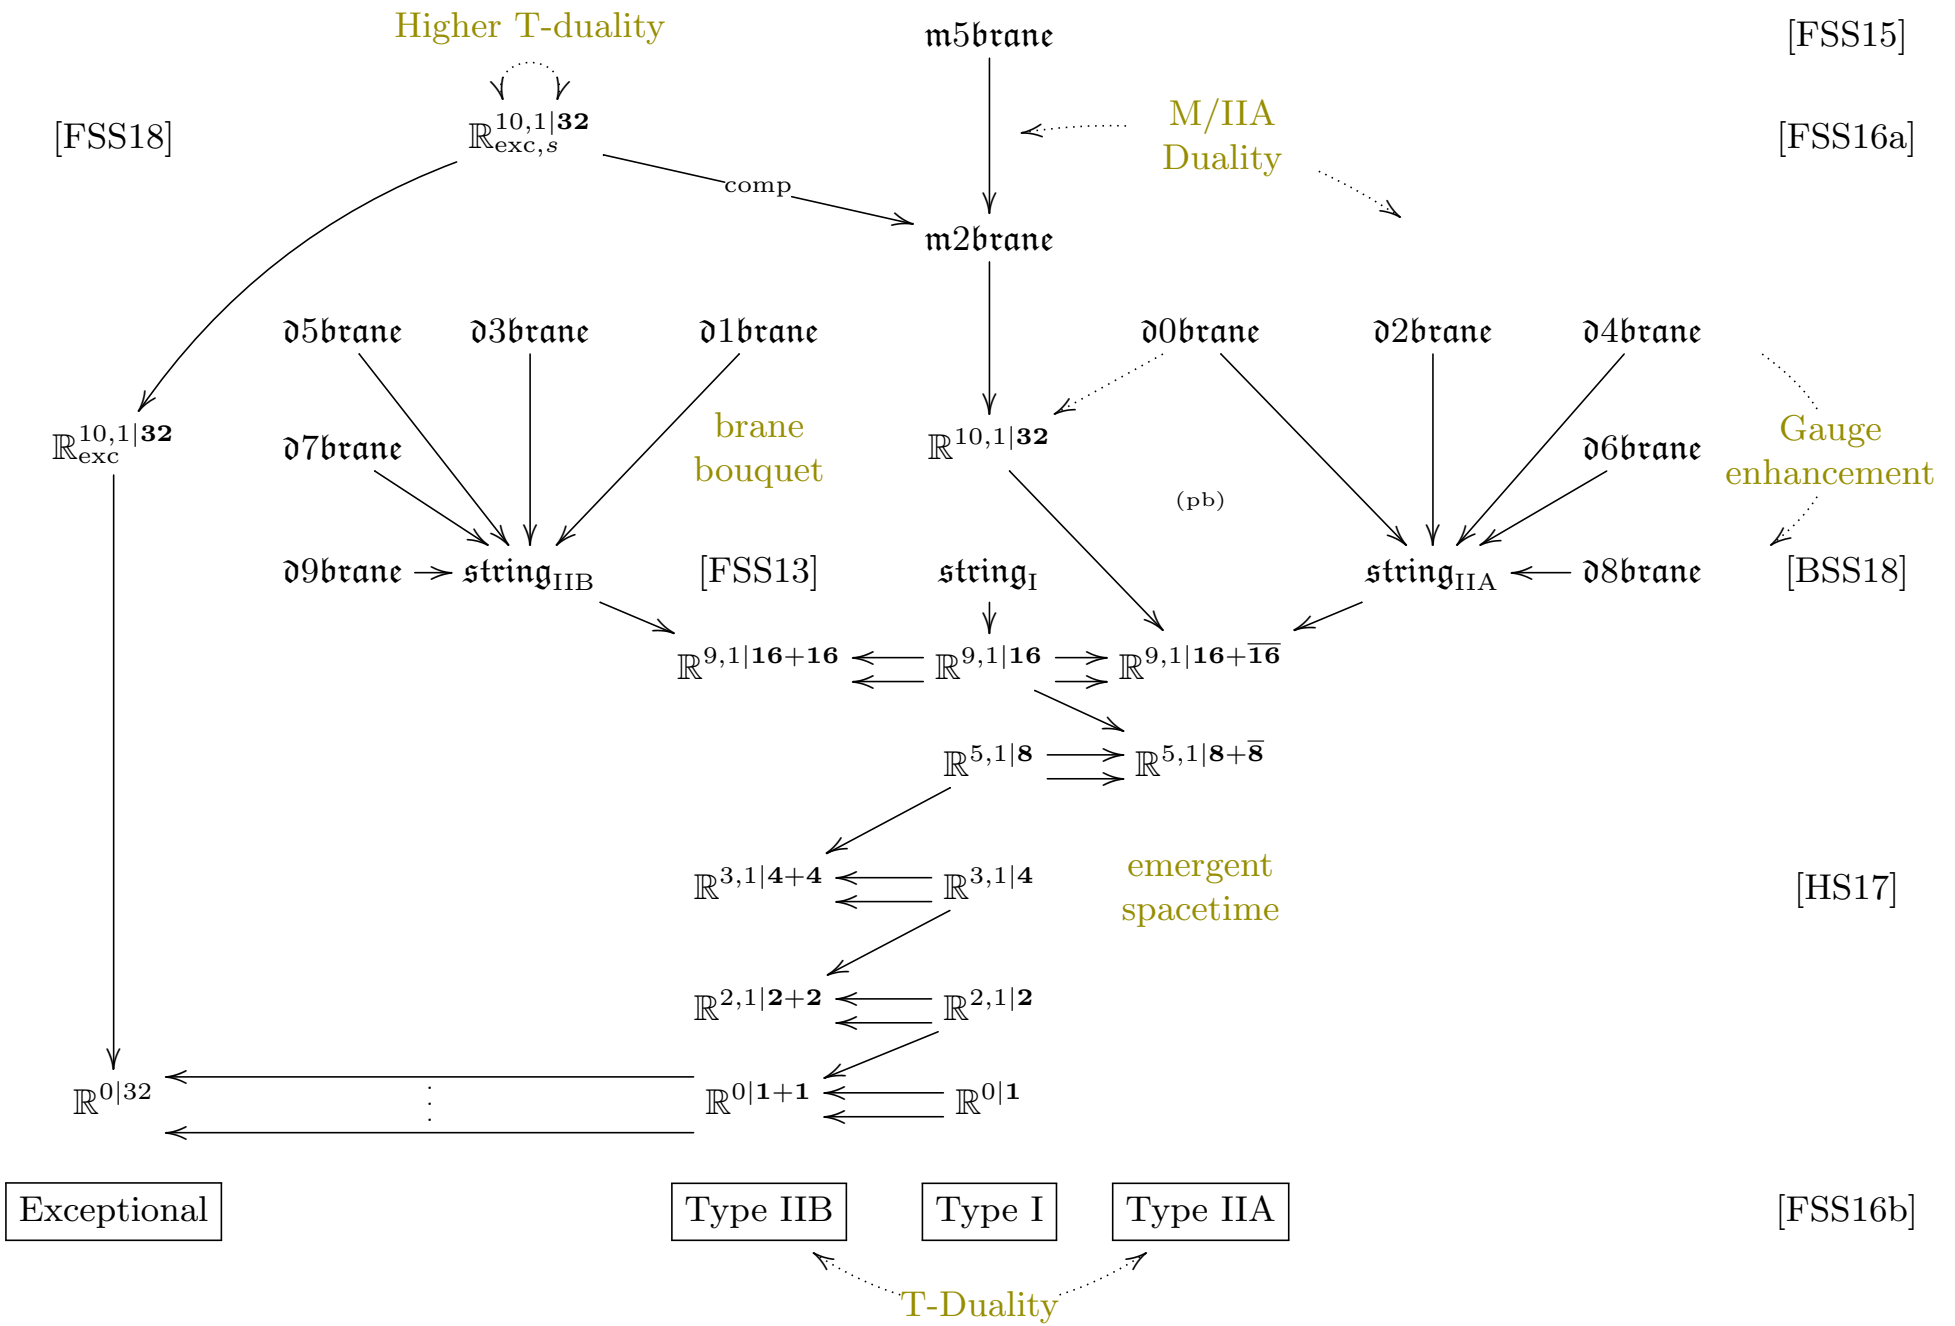 Higher T-duality
𝔪5𝔟𝔯𝔞𝔫𝔢
[FSS15]
[FSS18]
ℝ^{10,1|32}_{exc,s}
M/IIA
Duality
[FSS16a]
comp
𝔪2𝔟𝔯𝔞𝔫𝔢
𝔡5𝔟𝔯𝔞𝔫𝔢 𝔡3𝔟𝔯𝔞𝔫𝔢 𝔡1𝔟𝔯𝔞𝔫𝔢 𝔡0𝔟𝔯𝔞𝔫𝔢 𝔡2𝔟𝔯𝔞𝔫𝔢 𝔡4𝔟𝔯𝔞𝔫𝔢
ℝ^{10,1|32}_{exc}
𝔡7𝔟𝔯𝔞𝔫𝔢
brane
bouquet
ℝ^{10,1|32}
𝔡6𝔟𝔯𝔞𝔫𝔢
Gauge
enhancement
(pb)
𝔡9𝔟𝔯𝔞𝔫𝔢 𝔰𝔱𝔯𝔦𝔫𝔤_{IIB} [FSS13] 𝔰𝔱𝔯𝔦𝔫𝔤_{I} 𝔰𝔱𝔯𝔦𝔫𝔤_{IIA} 𝔡8𝔟𝔯𝔞𝔫𝔢 [BSS18]
ℝ^{9,1|16+16} ℝ^{9,1|16} ℝ^{9,1|16+\overline{16}}
ℝ^{5,1|8} ℝ^{5,1|8+\overline{8}}
ℝ^{3,1|4+4} ℝ^{3,1|4}
emergent
spacetime
[HS17]
ℝ^{2,1|2+2} ℝ^{2,1|2}
ℝ^{0|32} ⋮ ℝ^{0|1+1} ℝ^{0|1}
Exceptional Type IIB Type I Type IIA [FSS16b]
T-Duality